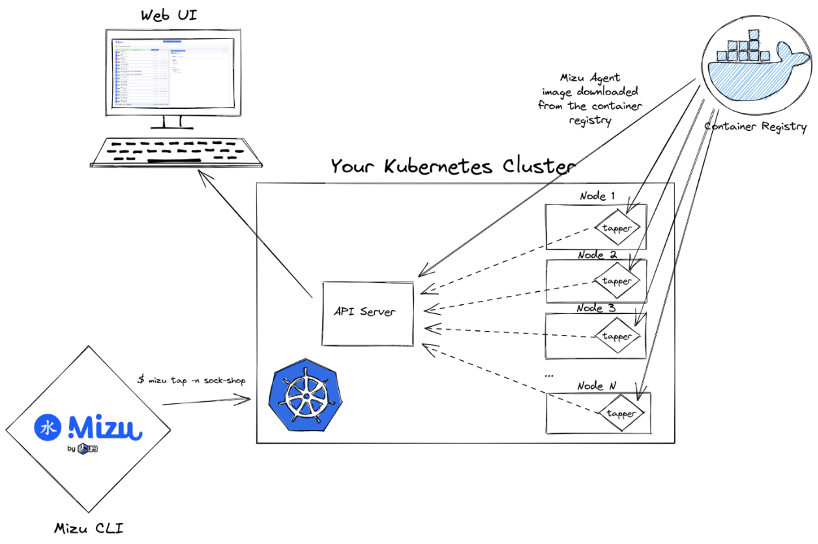 Web UI
Mizu Agent
image downloaded
from the container
registry
Container Registry
Your Kubernetes Cluster
Node 1
tapper
Node 2
tapper
API Server
Node 3
tapper
...
Node N
tapper
$ mizu tap -n sock-shop
水 Mizu
by
Mizu CLI